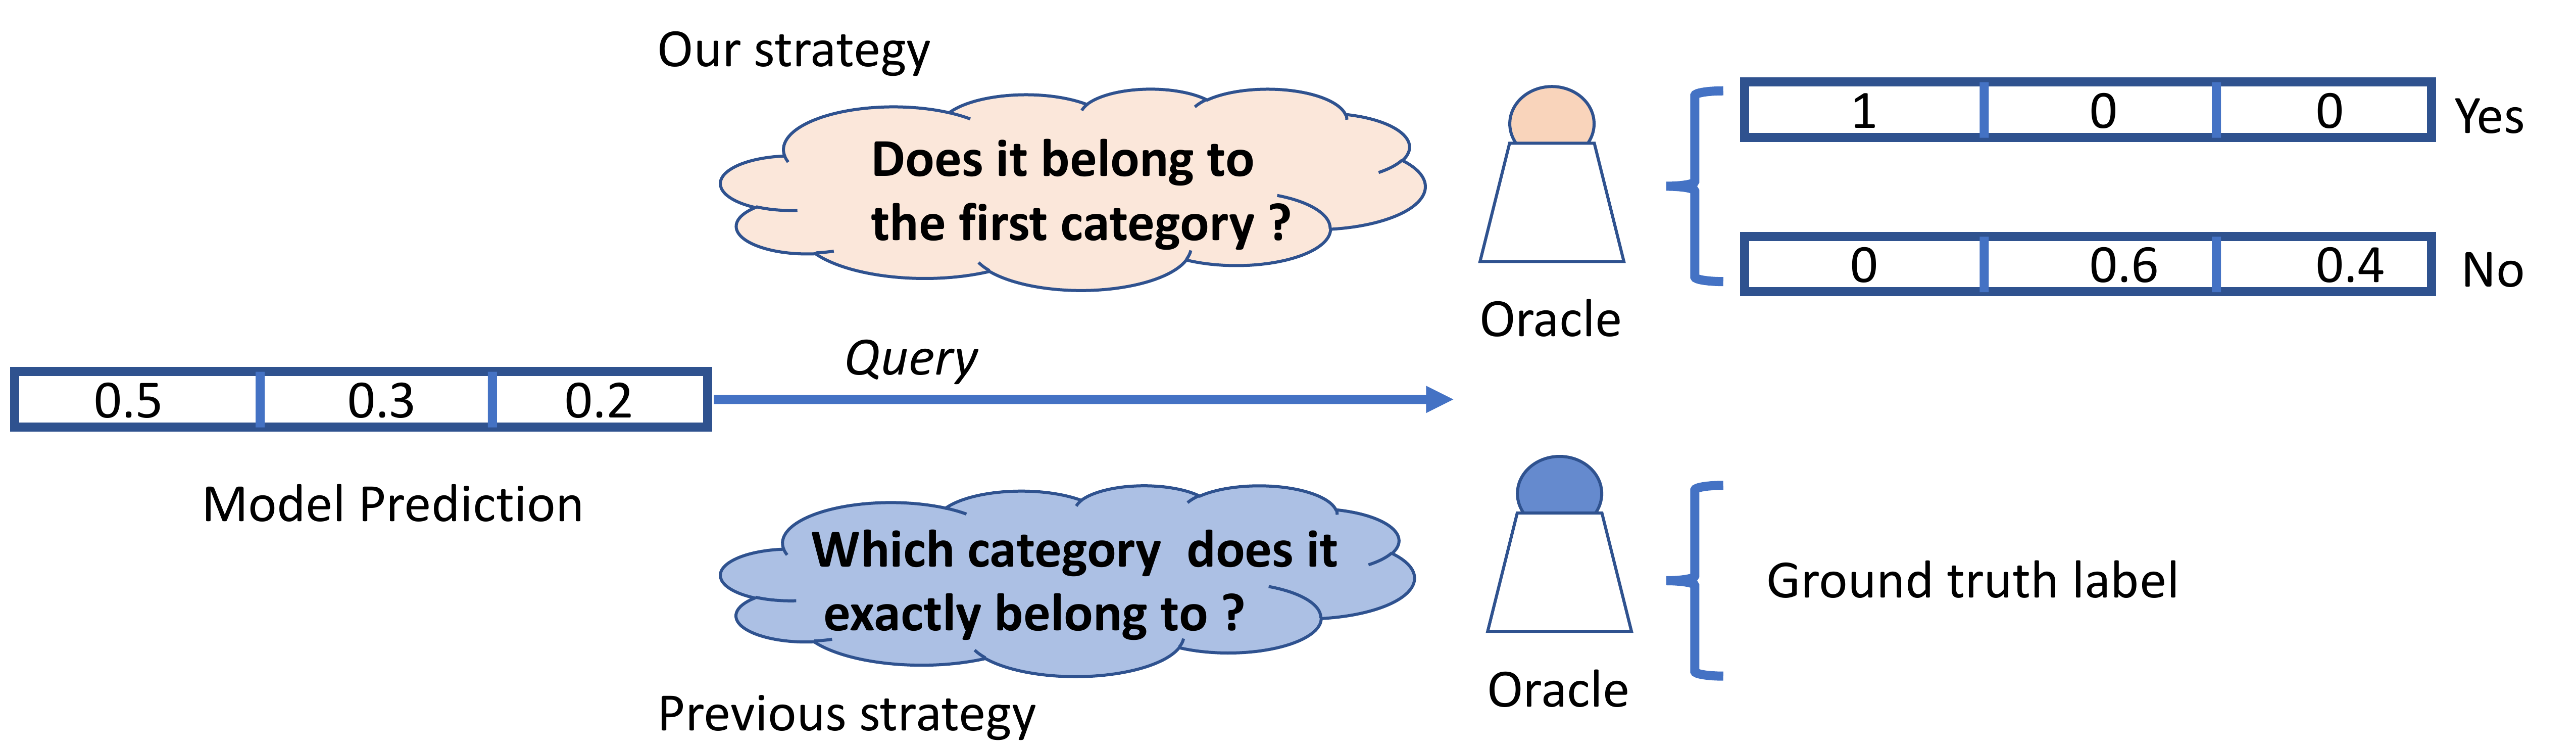 Our strategy
Does it belong to
the first category ?
Oracle
1 0 0 Yes
0 0.6 0.4 No
Query
0.5 0.3 0.2
Model Prediction
Which category does it
exactly belong to ?
Oracle
Ground truth label
Previous strategy